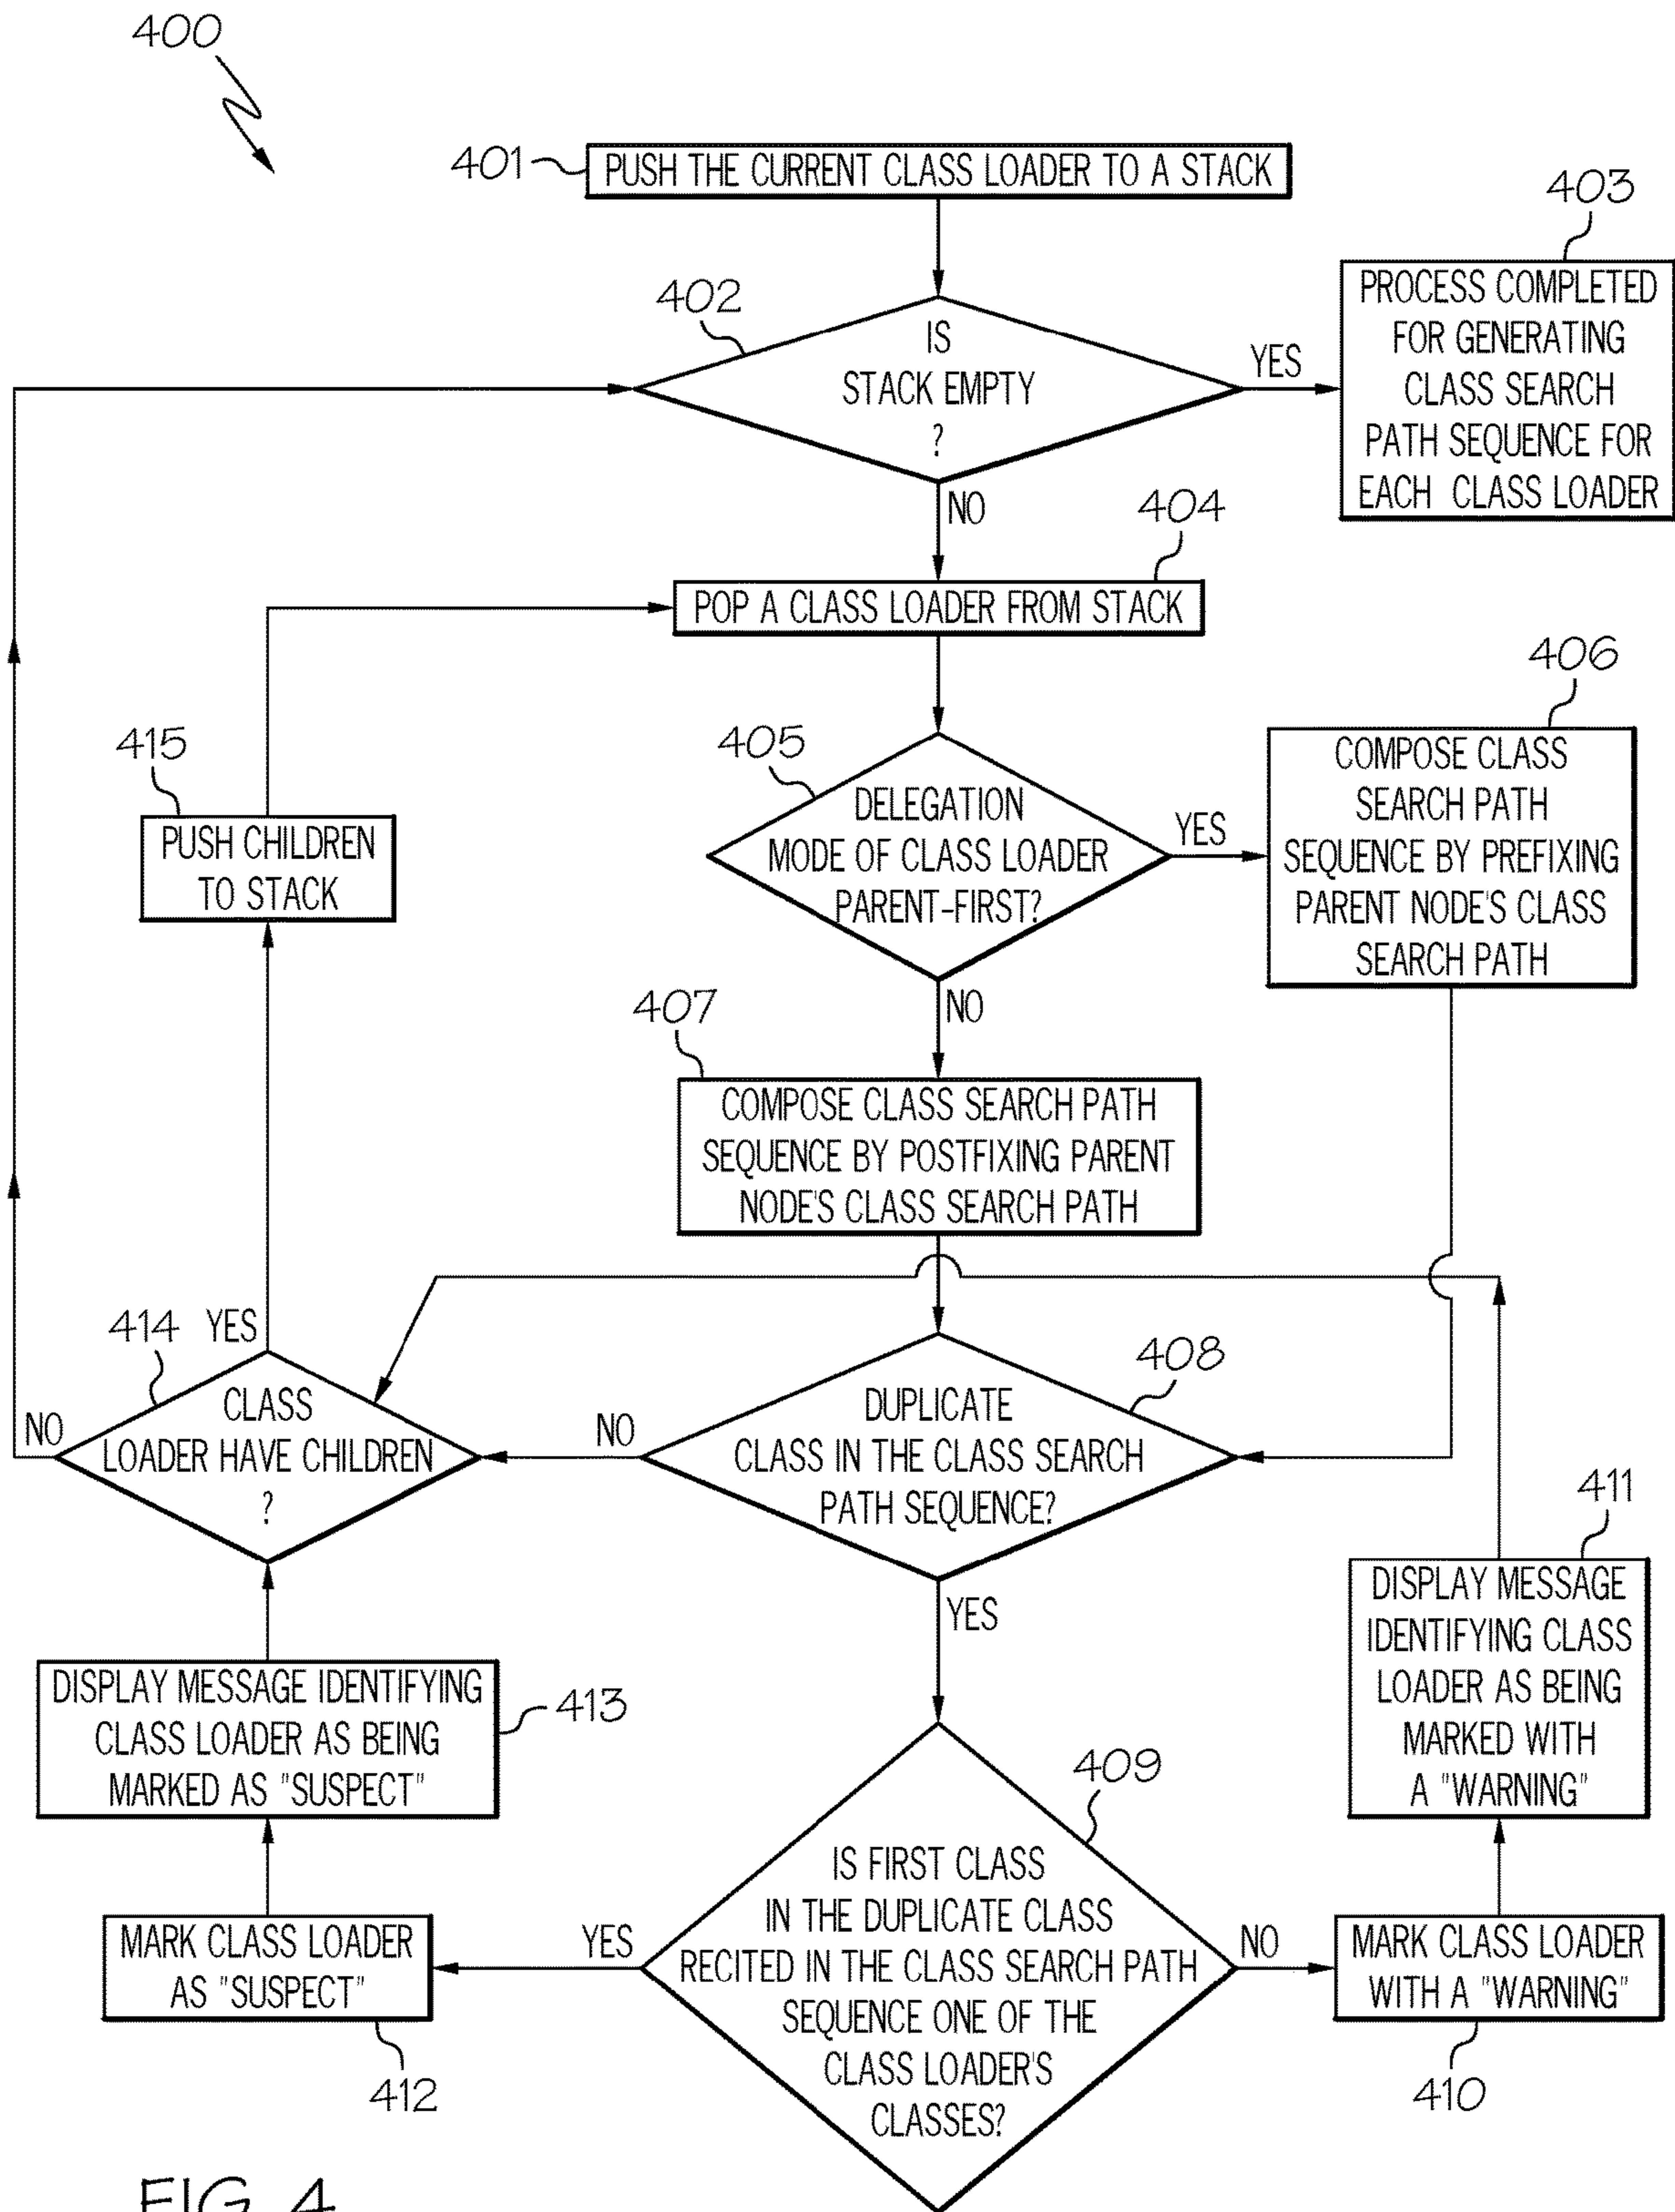 400
401
PUSH THE CURRENT CLASS LOADER TO A STACK
403
PROCESS COMPLETED
FOR GENERATING
CLASS SEARCH
PATH SEQUENCE FOR
EACH CLASS LOADER
402
IS
STACK EMPTY
?
YES
NO
404
POP A CLASS LOADER FROM STACK
406
COMPOSE CLASS
SEARCH PATH
SEQUENCE BY PREFIXING
PARENT NODE'S CLASS
SEARCH PATH
415
PUSH CHILDREN
TO STACK
405
DELEGATION
MODE OF CLASS LOADER
PARENT-FIRST?
YES
NO
407
COMPOSE CLASS SEARCH PATH
SEQUENCE BY POSTFIXING PARENT
NODE'S CLASS SEARCH PATH
414
YES
CLASS
LOADER HAVE CHILDREN
?
NO
NO
408
DUPLICATE
CLASS IN THE CLASS SEARCH
PATH SEQUENCE?
YES
411
DISPLAY MESSAGE
IDENTIFYING CLASS
LOADER AS BEING
MARKED WITH
A "WARNING"
DISPLAY MESSAGE IDENTIFYING
CLASS LOADER AS BEING
MARKED AS "SUSPECT"
413
409
IS FIRST CLASS
IN THE DUPLICATE CLASS
RECITED IN THE CLASS SEARCH PATH
SEQUENCE ONE OF THE
CLASS LOADER'S
CLASSES?
YES
NO
MARK CLASS LOADER
AS "SUSPECT"
412
MARK CLASS LOADER
WITH A "WARNING"
410
FIG. 4